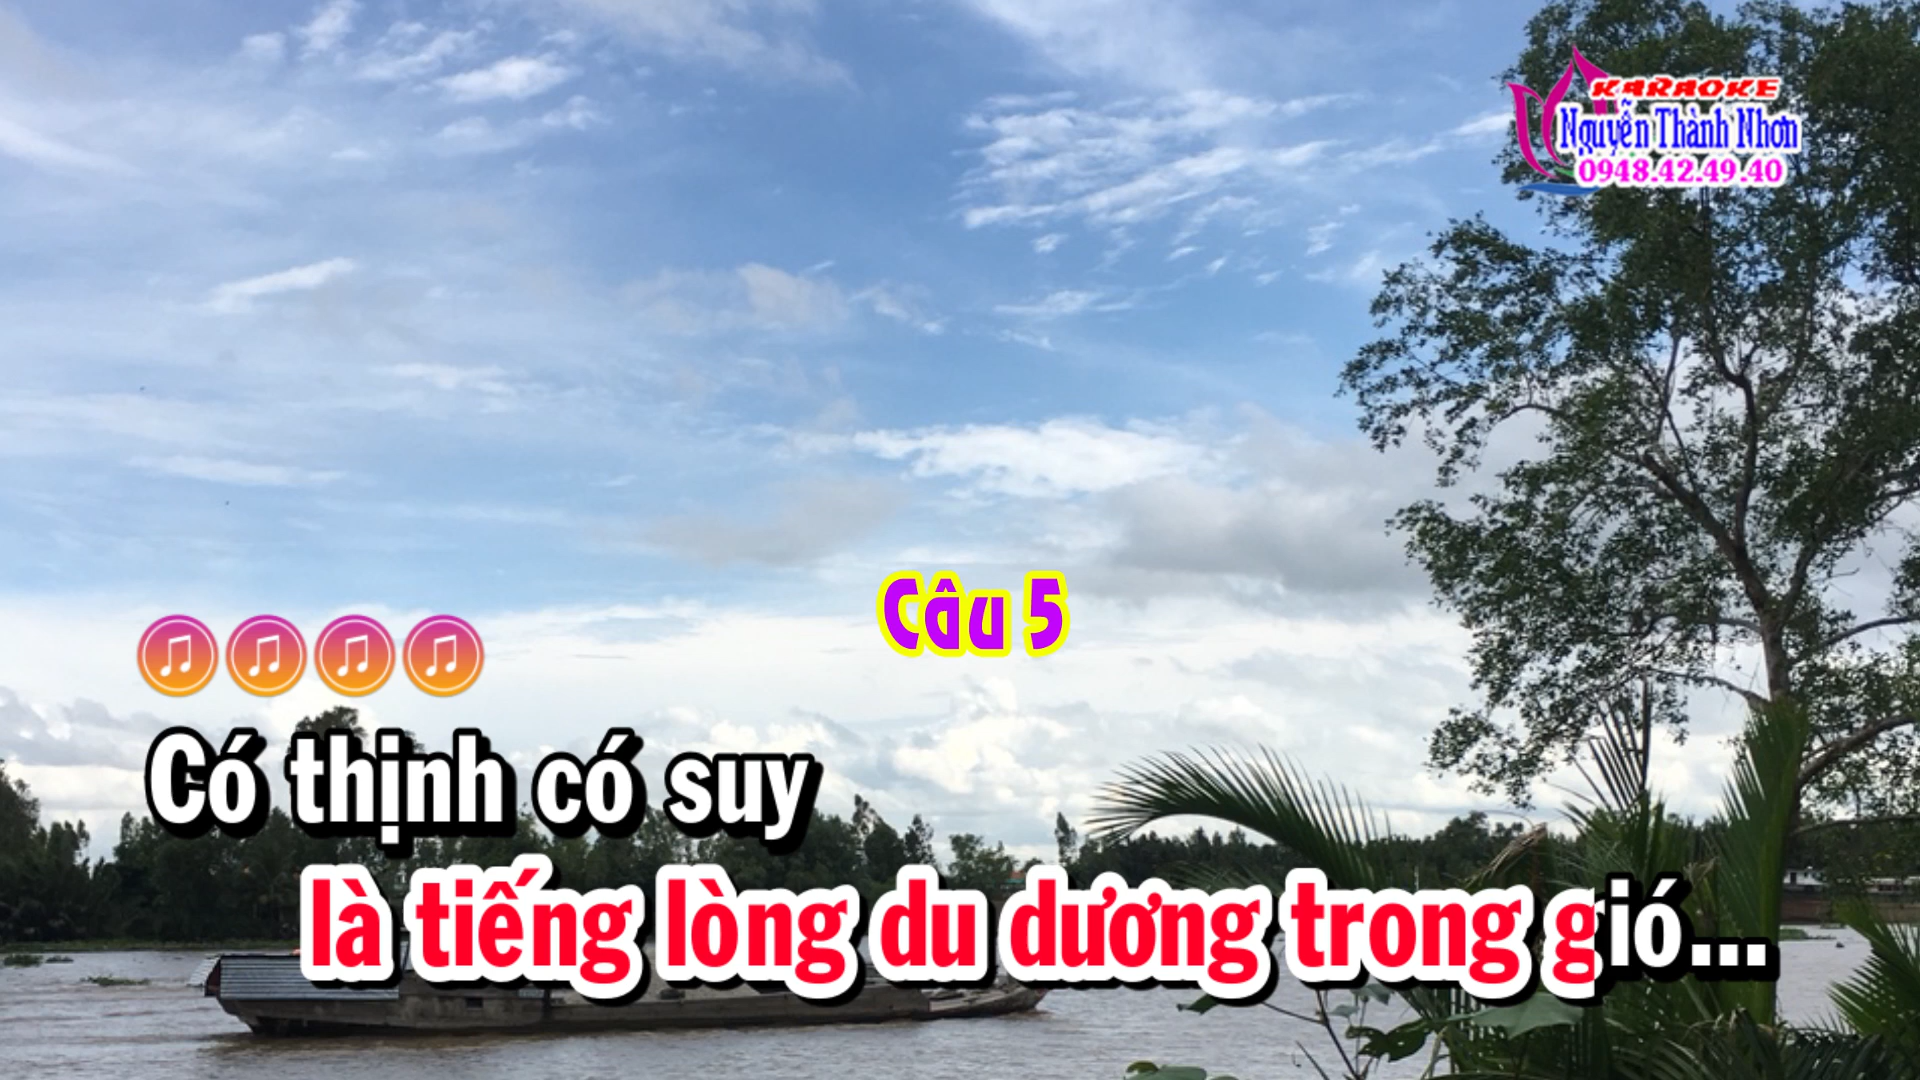 KARAOKE
Nguyễn Thành Nhơn
0948.42.49.40
Câu 5
Có thịnh có suy
là tiếng lòng du dương trong gió...